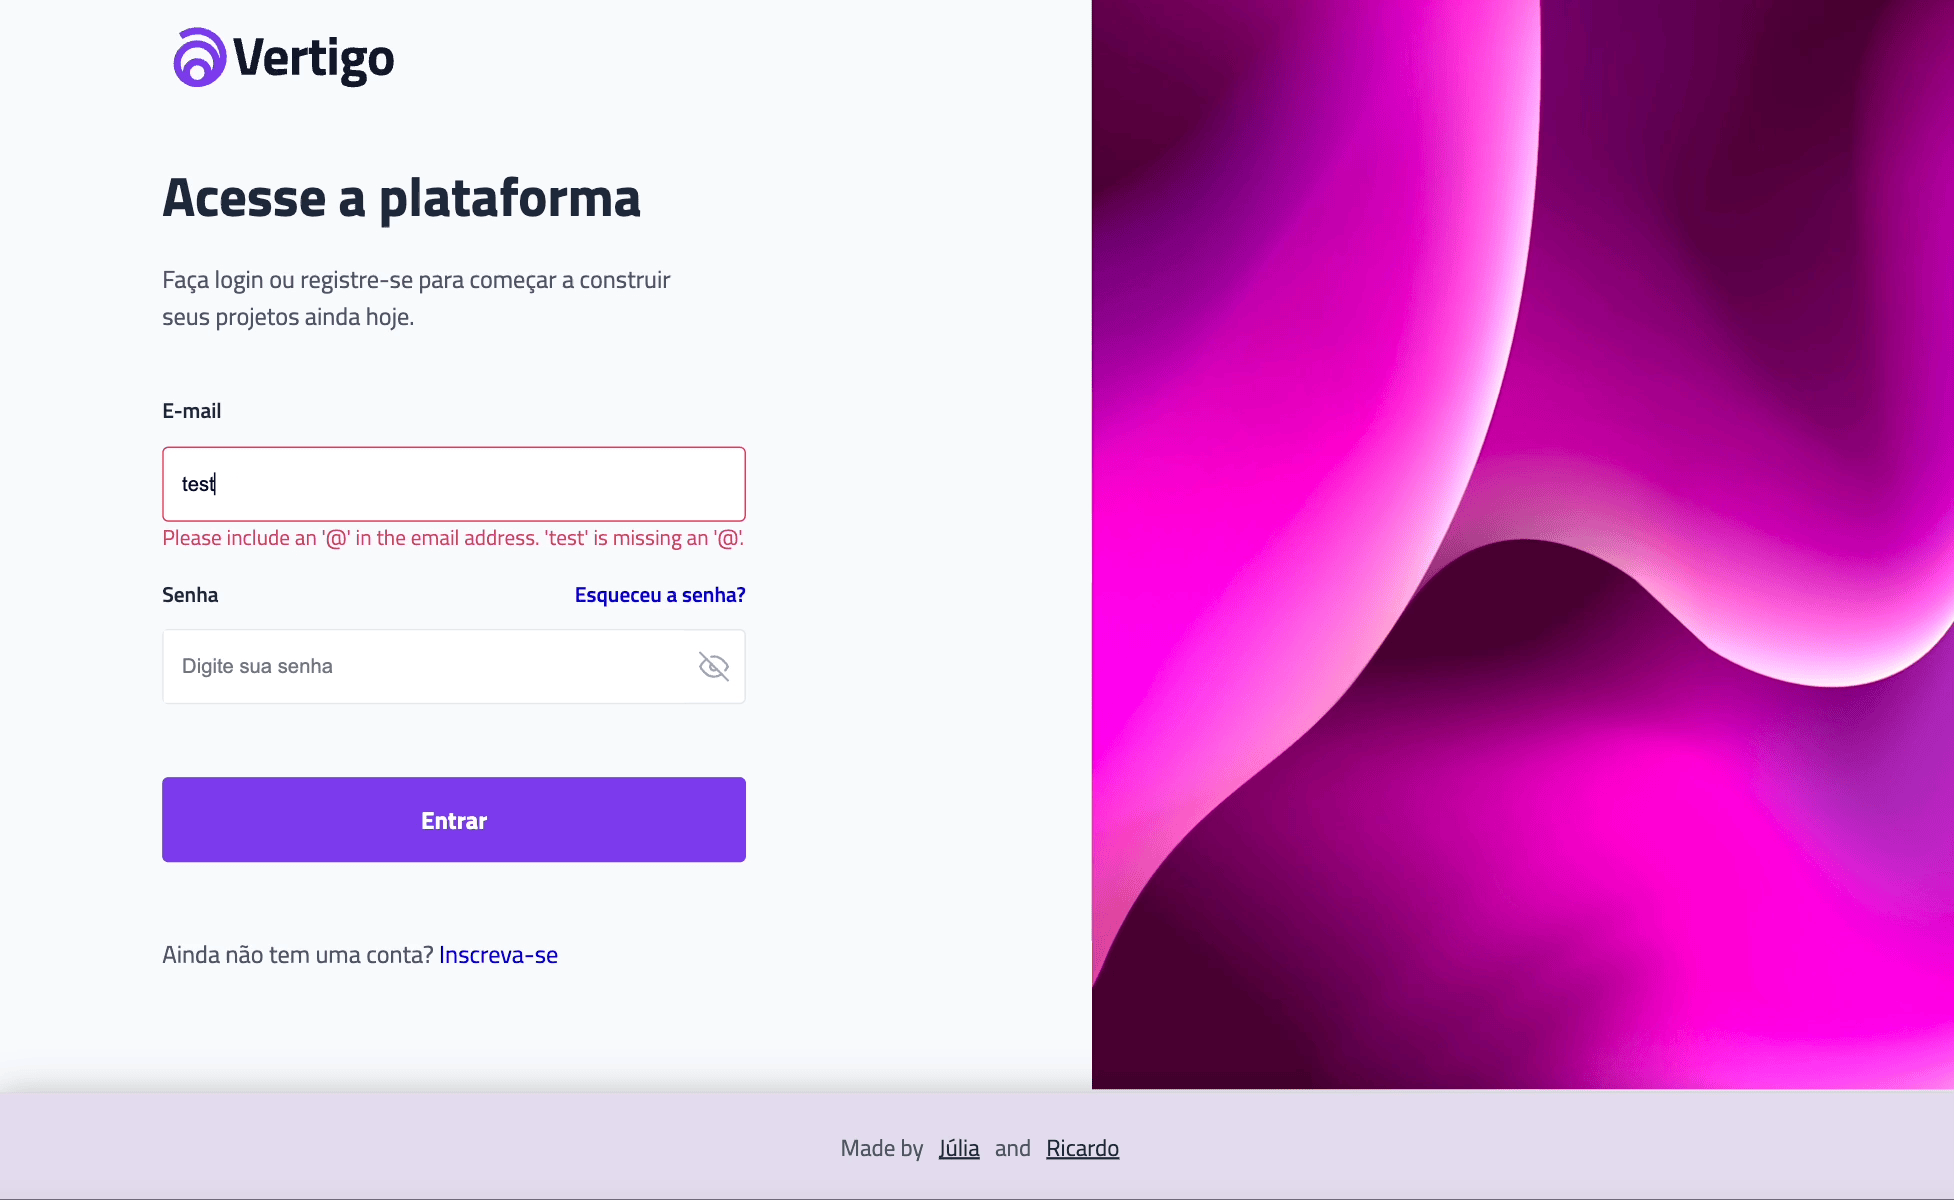 Vertigo
Acesse a plataforma
Faça login ou registre-se para começar a construir
seus projetos ainda hoje.
E-mail
test
Please include an '@' in the email address. 'test' is missing an '@'.
Senha Esqueceu a senha?
Digite sua senha
Entrar
Ainda não tem uma conta? Inscreva-se
Made by Júlia and Ricardo